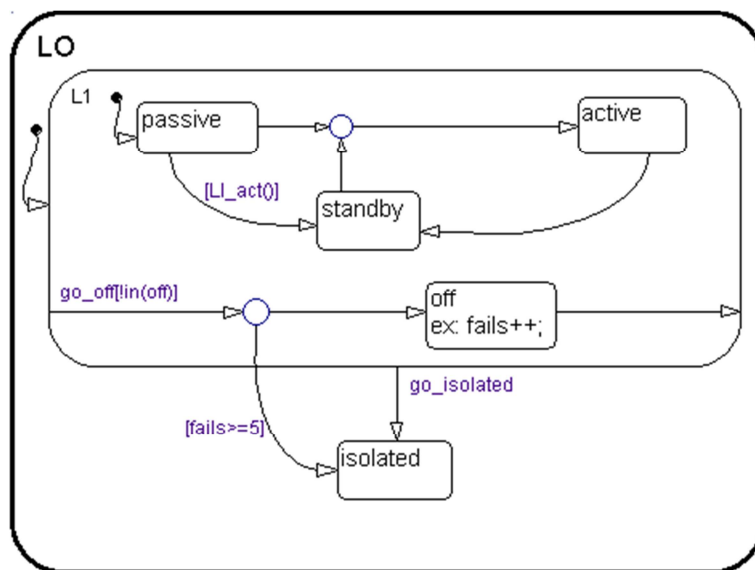 LO
L1
passive
active
[LI_act()]
standby
go_off[!in(off)]
off
ex: fails++;
go_isolated
[fails>=5]
isolated